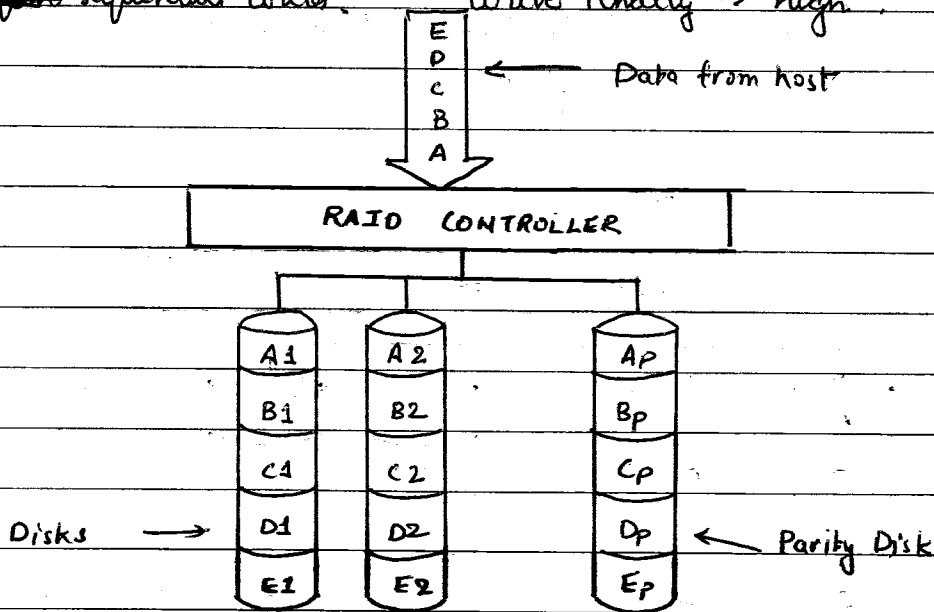 sequential Write Penalty → high.
E
D
C
B
A
Data from host
RAID CONTROLLER
A1 A2 Ap
B1 B2 Bp
C1 C2 Cp
Disks D1 D2 Dp Parity Disk
E1 E2 Ep